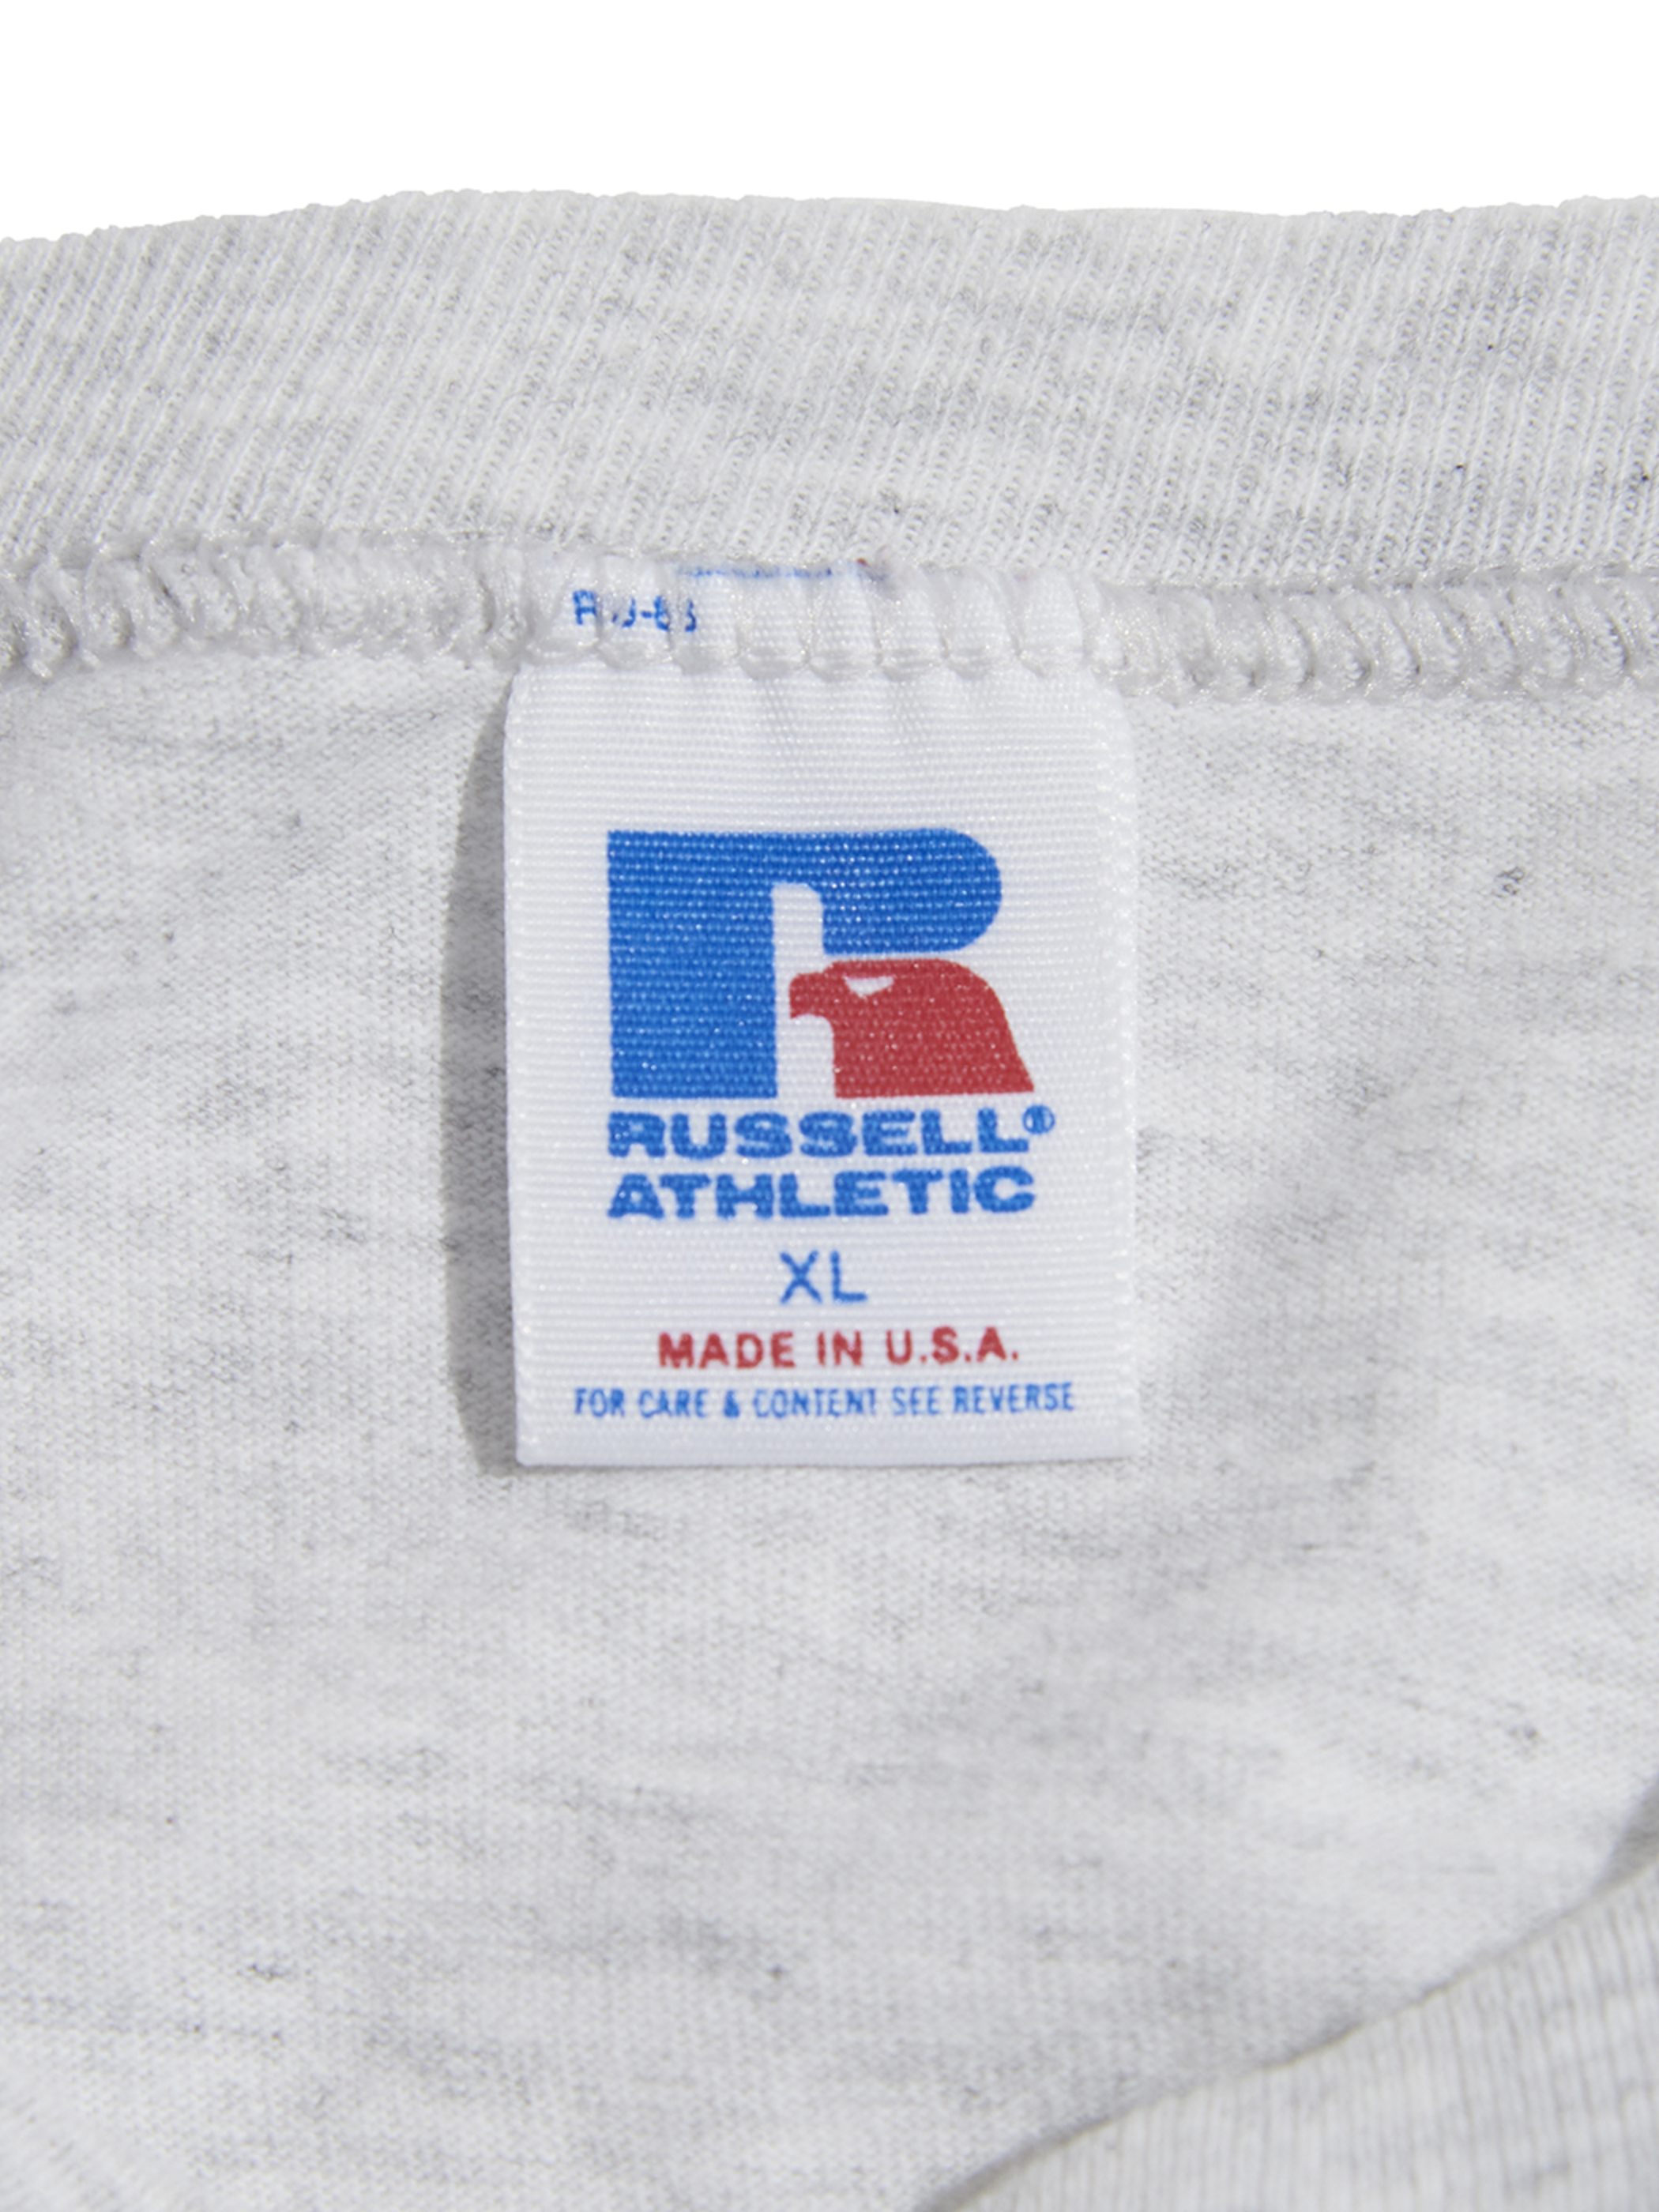 RUSSELL®
ATHLETIC
XL
MADE IN U.S.A.
FOR CARE & CONTENT SEE REVERSE